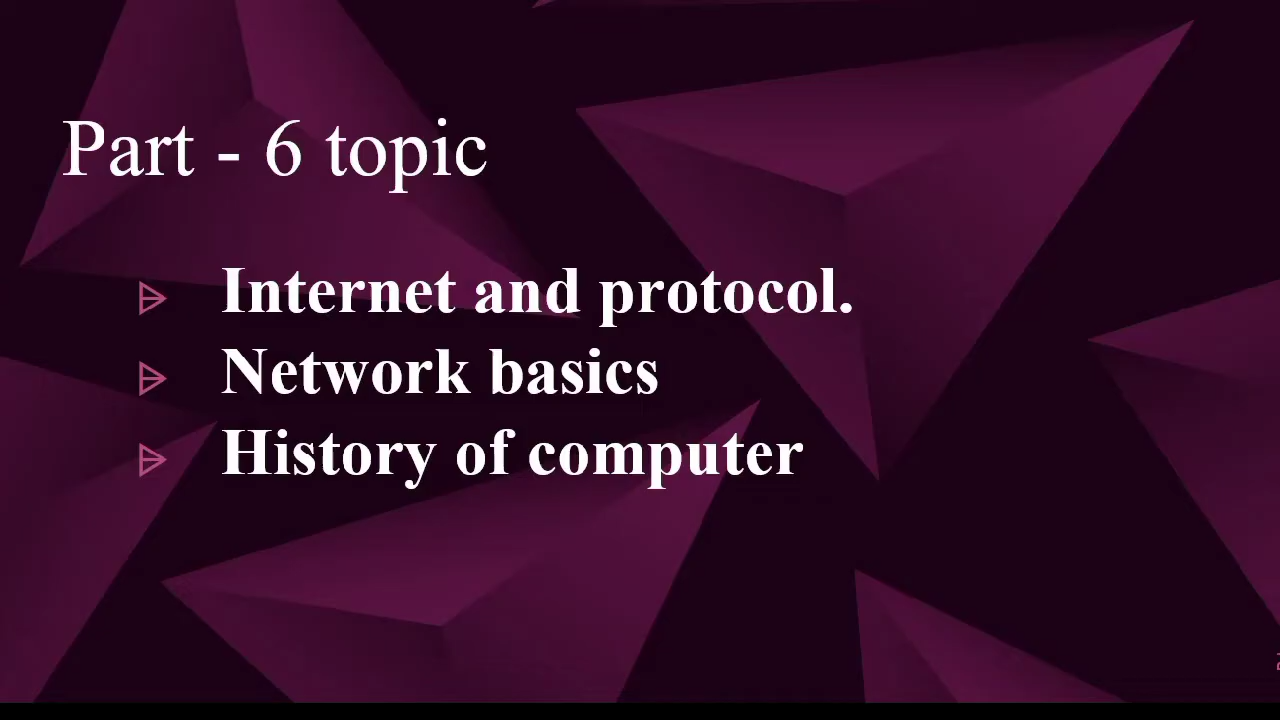 Part - 6 topic
Internet and protocol.
Network basics
History of computer